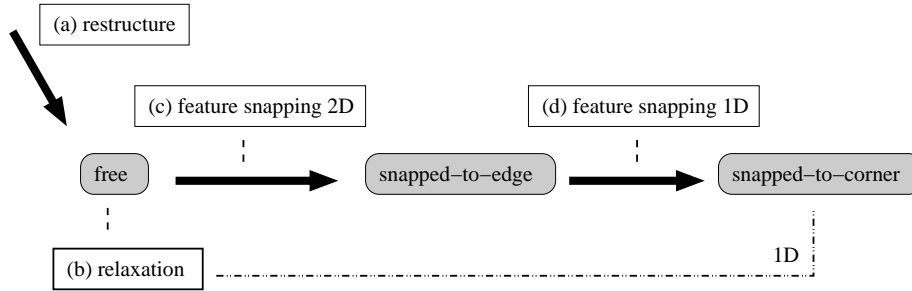 (a) restructure
(c) feature snapping 2D
(d) feature snapping 1D
free
snapped−to−edge
snapped−to−corner
(b) relaxation
1D